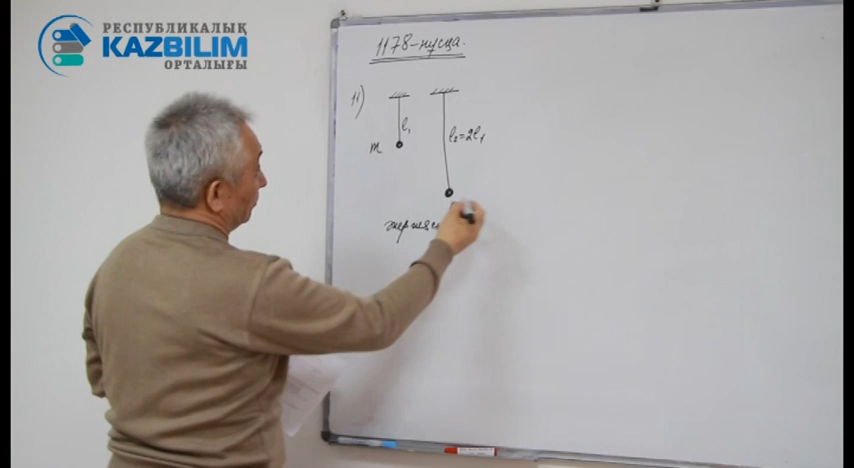 РЕСПУБЛИКАЛЫҚ
KAZBILIM
ОРТАЛЫҒЫ
1178-нұсқа.
11)
l₁
m
l₂=2l₁